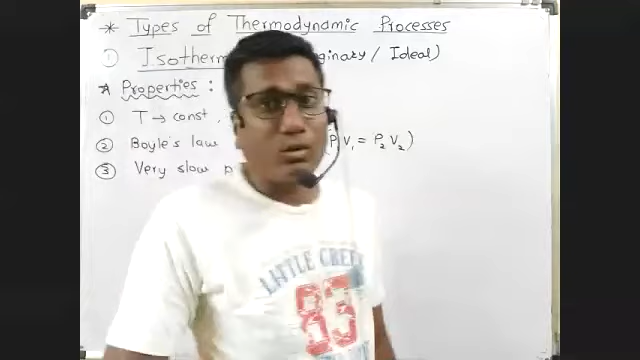 * Types of Thermodynamic Processes
① Isotherm ginary / Ideal)
* Properties :
① T → const ,
② Boyle's law P V₁ = P₂ V₂)
③ Very slow p
LITTLE CREEK
83